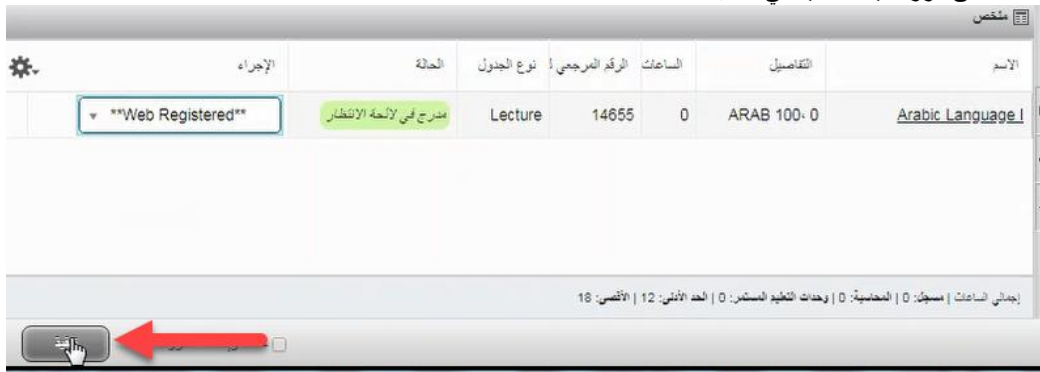 ملخص
الاسم التفاصيل الساعات الرقم المرجعي نوع الجدول الحالة الإجراء
Arabic Language I ARAB 100، 0 0 14655 Lecture مدرج في لائحة الانتظار **Web Registered**
إجمالي الساعات | مسجل: 0 | المحاسبة: 0 | وحدات التعليم المستمر: 0 | الحد الأدنى: 12 | الأقصى: 18